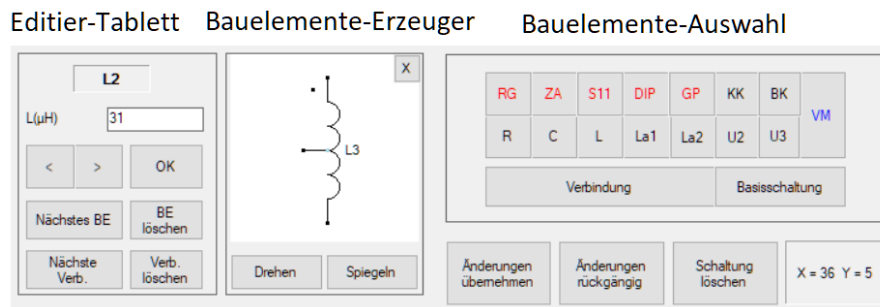 Editier-Tablett Bauelemente-Erzeuger Bauelemente-Auswahl
L2
L(µH) 31
< > OK
Nächstes BE
BE
löschen
Nächste
Verb.
Verb.
löschen
X
L3
Drehen Spiegeln
RG ZA S11 DIP GP KK BK VM
R C L La1 La2 U2 U3
Verbindung Basisschaltung
Änderungen
übernehmen
Änderungen
rückgängig
Schaltung
löschen
X = 36 Y = 5